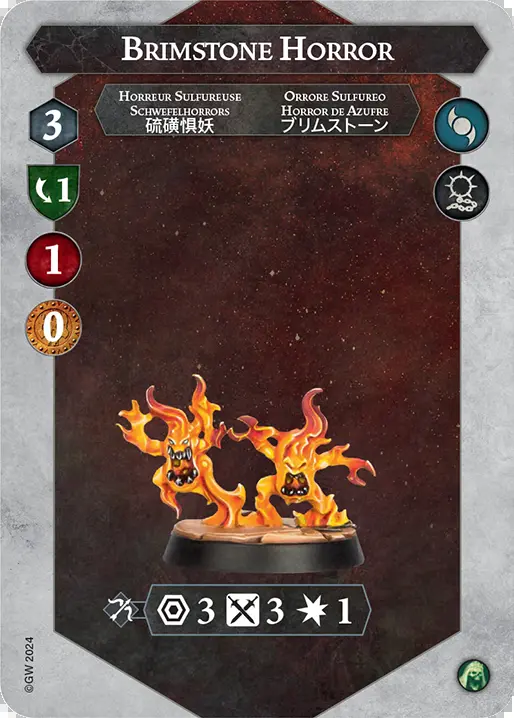 BRIMSTONE HORROR
HORREUR SULFUREUSE
SCHWEFELHORRORS
硫磺惧妖
ORRORE SULFUREO
HORROR DE AZUFRE
ブリムストーン
3
1
1
0
3 3 1
©GW 2024